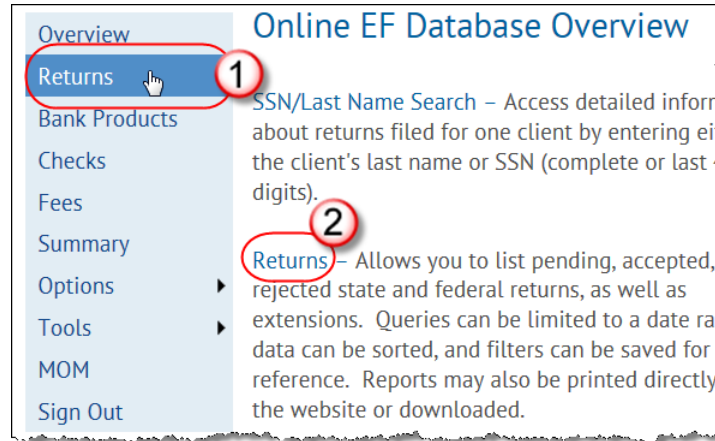 Overview
Returns
Bank Products
Checks
Fees
Summary
Options
Tools
MOM
Sign Out
1
Online EF Database Overview
SSN/Last Name Search – Access detailed
about returns filed for one client by entering
the client's last name or SSN (complete or last
digits).
2
Returns – Allows you to list pending, accepted,
rejected state and federal returns, as well as
extensions. Queries can be limited to a date
data can be sorted, and filters can be saved for
reference. Reports may also be printed directly
the website or downloaded.